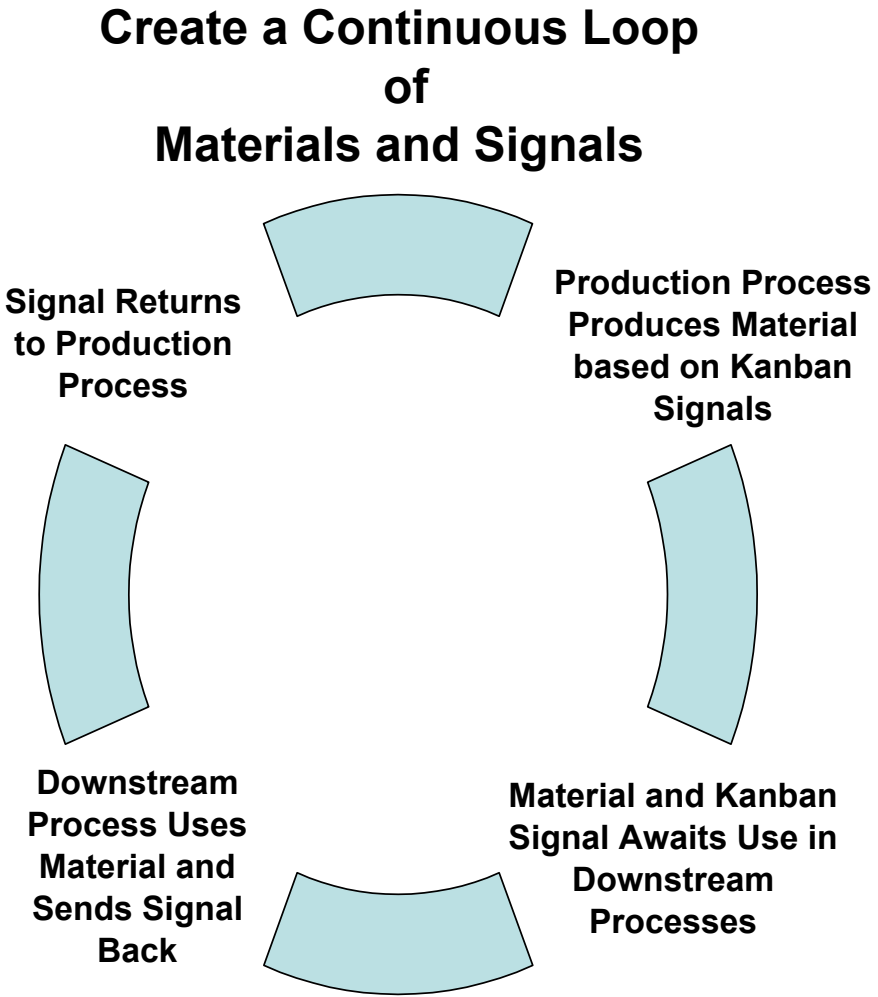 Create a Continuous Loop
of
Materials and Signals
Signal Returns
to Production
Process
Production Process
Produces Material
based on Kanban
Signals
Downstream
Process Uses
Material and
Sends Signal
Back
Material and Kanban
Signal Awaits Use in
Downstream
Processes